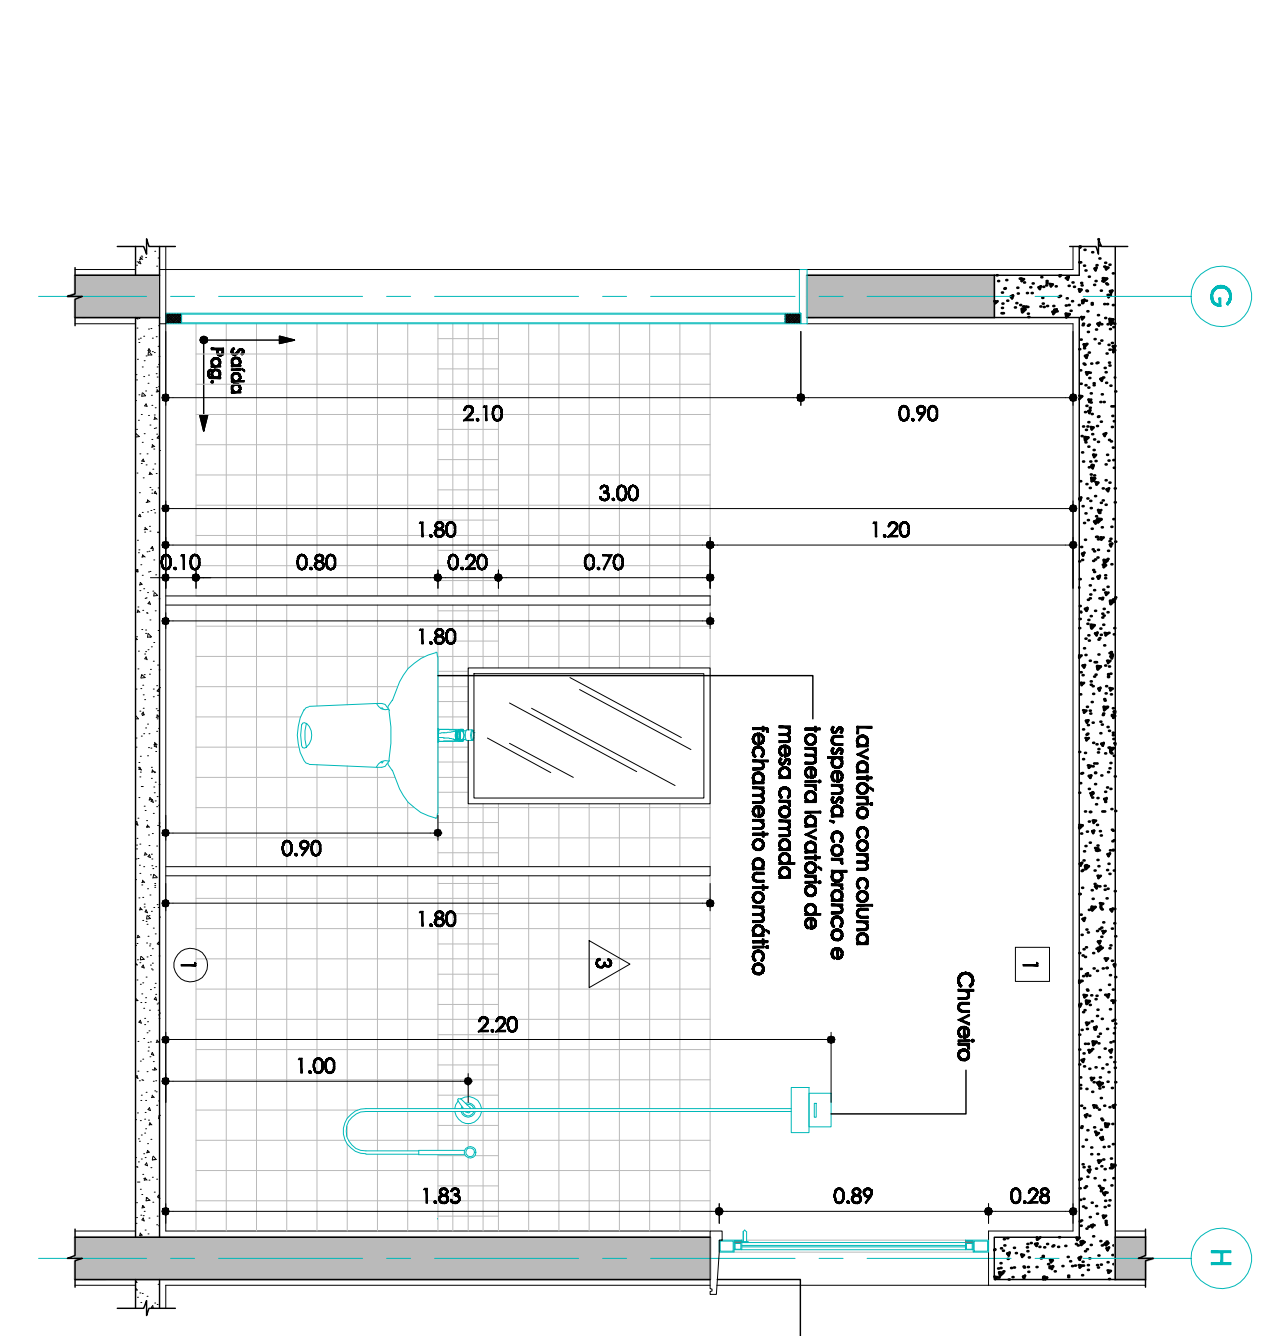 G
Saída
Pag.
2.10
0.90
3.00
1.80
1.20
0.10
0.80
0.20
0.70
1.80
Lavatório com coluna
suspensa, cor branco e
torneira lavatório de
mesa cromada
fechamento automático
0.90
1.80
1
3
1
Chuveiro
2.20
1.00
1.83
0.89
0.28
H